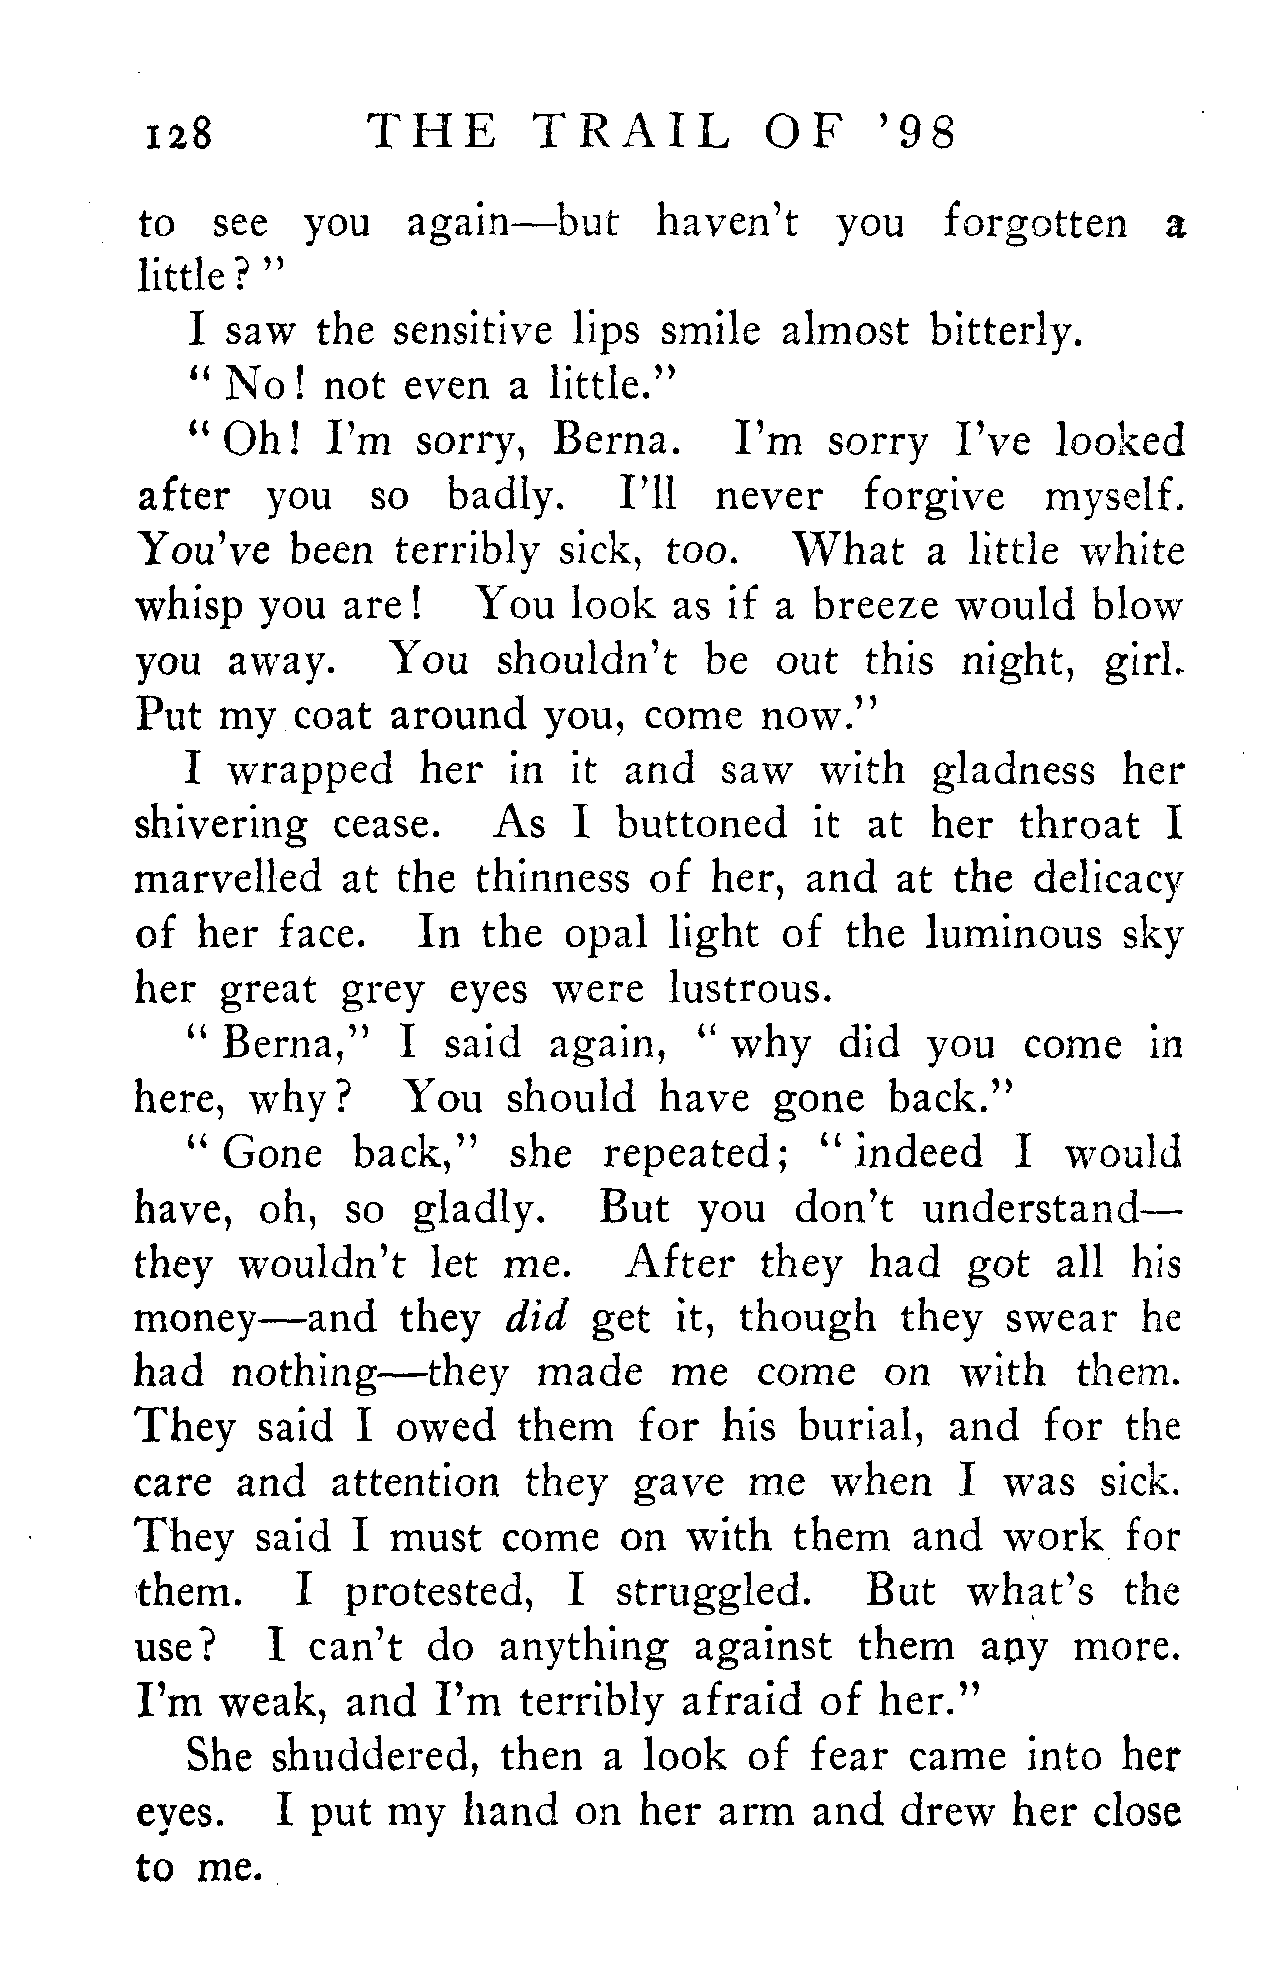 128 THE TRAIL OF '98
to see you again—but haven't you forgotten a
little?"
I saw the sensitive lips smile almost bitterly.
"No! not even a little."
"Oh! I'm sorry, Berna. I'm sorry I've looked
after you so badly. I'll never forgive myself.
You've been terribly sick, too. What a little white
whisp you are! You look as if a breeze would blow
you away. You shouldn't be out this night, girl.
Put my coat around you, come now."
I wrapped her in it and saw with gladness her
shivering cease. As I buttoned it at her throat I
marvelled at the thinness of her, and at the delicacy
of her face. In the opal light of the luminous sky
her great grey eyes were lustrous.
"Berna," I said again, "why did you come in
here, why? You should have gone back."
"Gone back," she repeated; "indeed I would
have, oh, so gladly. But you don't understand—
they wouldn't let me. After they had got all his
money—and they did get it, though they swear he
had nothing—they made me come on with them.
They said I owed them for his burial, and for the
care and attention they gave me when I was sick.
They said I must come on with them and work for
them. I protested, I struggled. But what's the
use? I can't do anything against them any more.
I'm weak, and I'm terribly afraid of her."
She shuddered, then a look of fear came into her
eyes. I put my hand on her arm and drew her close
to me.